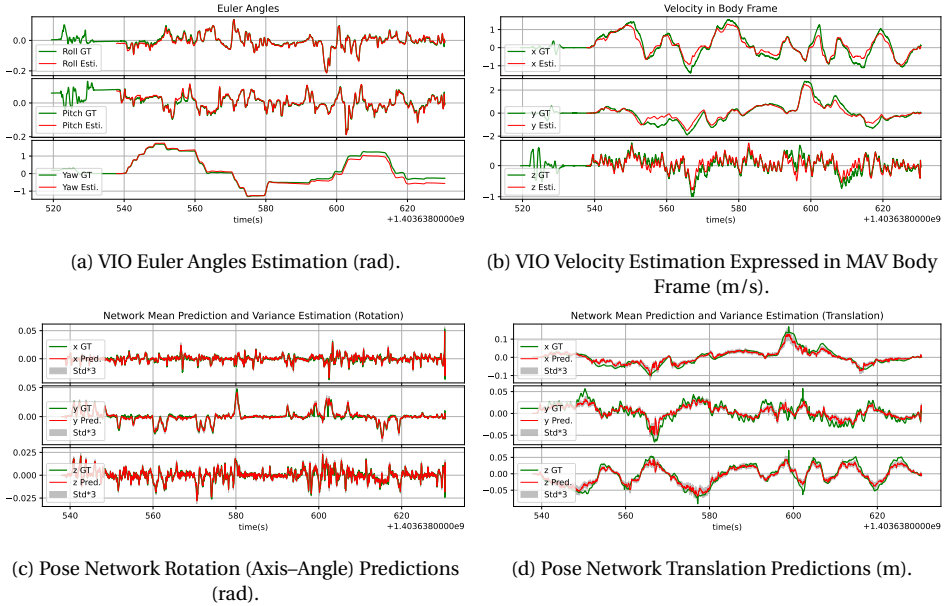 Euler Angles
0.0
Roll GT
Roll Esti.
−0.2
0.0
Pitch GT
Pitch Esti.
−0.2
1
0
Yaw GT
Yaw Esti.
−1
520 540 560 580 600 620
time(s)
+1.4036380000e9
(a) VIO Euler Angles Estimation (rad).
Velocity in Body Frame
1
0
x GT
x Esti.
−1
2
0
y GT
y Esti.
−2
1
0
z GT
z Esti.
−1
520 540 560 580 600 620
time(s)
+1.4036380000e9
(b) VIO Velocity Estimation Expressed in MAV Body
Frame (m/s).
Network Mean Prediction and Variance Estimation (Rotation)
0.05
0.00
x GT
x Pred.
Std*3
0.05
0.00
y GT
y Pred.
Std*3
0.025
0.000
−0.025
z GT
z Pred.
Std*3
540 560 580 600 620
time(s)
+1.4036380000e9
(c) Pose Network Rotation (Axis–Angle) Predictions
(rad).
Network Mean Prediction and Variance Estimation (Translation)
0.1
0.0
−0.1
x GT
x Pred.
Std*3
0.05
0.00
−0.05
y GT
y Pred.
Std*3
0.05
0.00
−0.05
z GT
z Pred.
Std*3
540 560 580 600 620
time(s)
+1.4036380000e9
(d) Pose Network Translation Predictions (m).